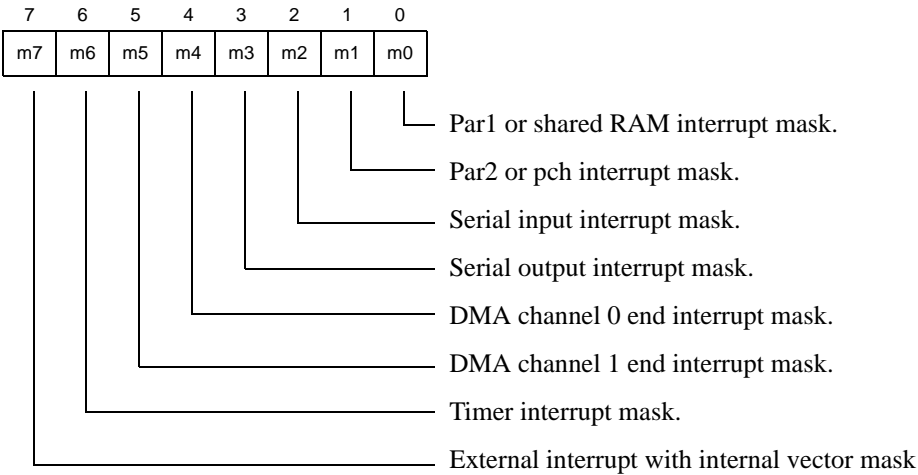 7 6 5 4 3 2 1 0
m7 m6 m5 m4 m3 m2 m1 m0
Par1 or shared RAM interrupt mask.
Par2 or pch interrupt mask.
Serial input interrupt mask.
Serial output interrupt mask.
DMA channel 0 end interrupt mask.
DMA channel 1 end interrupt mask.
Timer interrupt mask.
External interrupt with internal vector mask